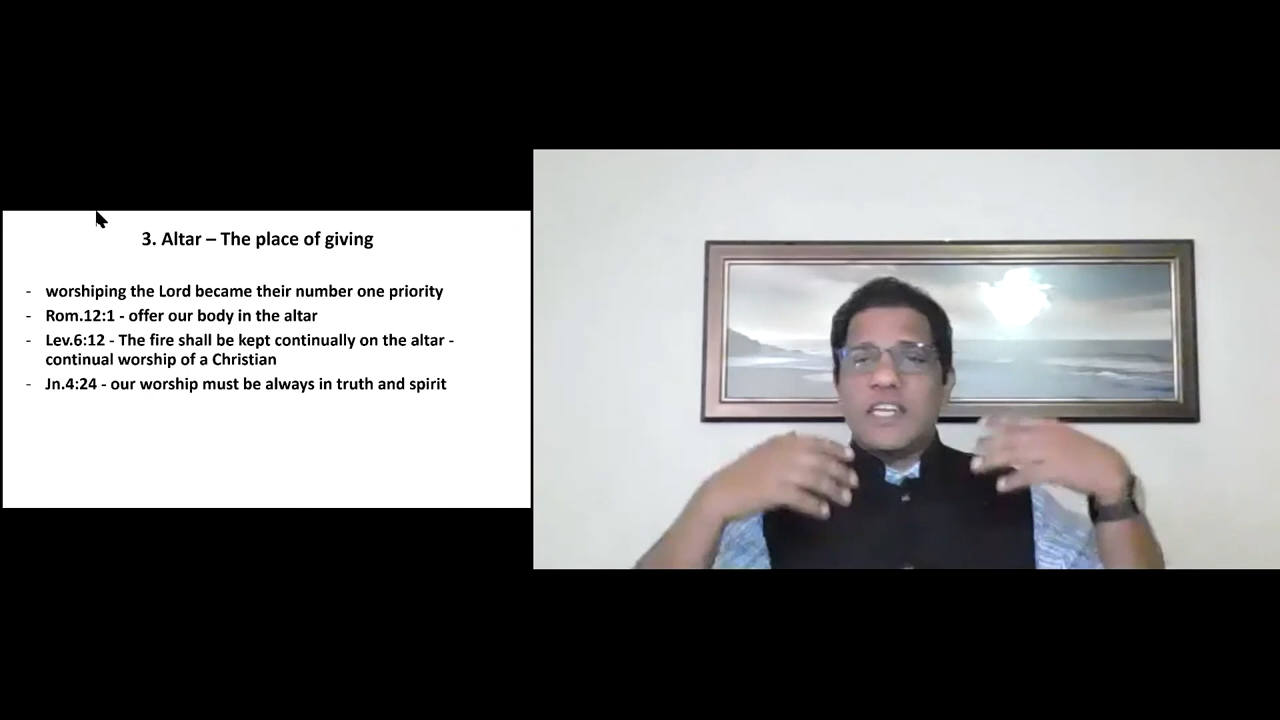 3. Altar – The place of giving
- worshiping the Lord became their number one priority
- Rom.12:1 - offer our body in the altar
- Lev.6:12 - The fire shall be kept continually on the altar -
continual worship of a Christian
- Jn.4:24 - our worship must be always in truth and spirit